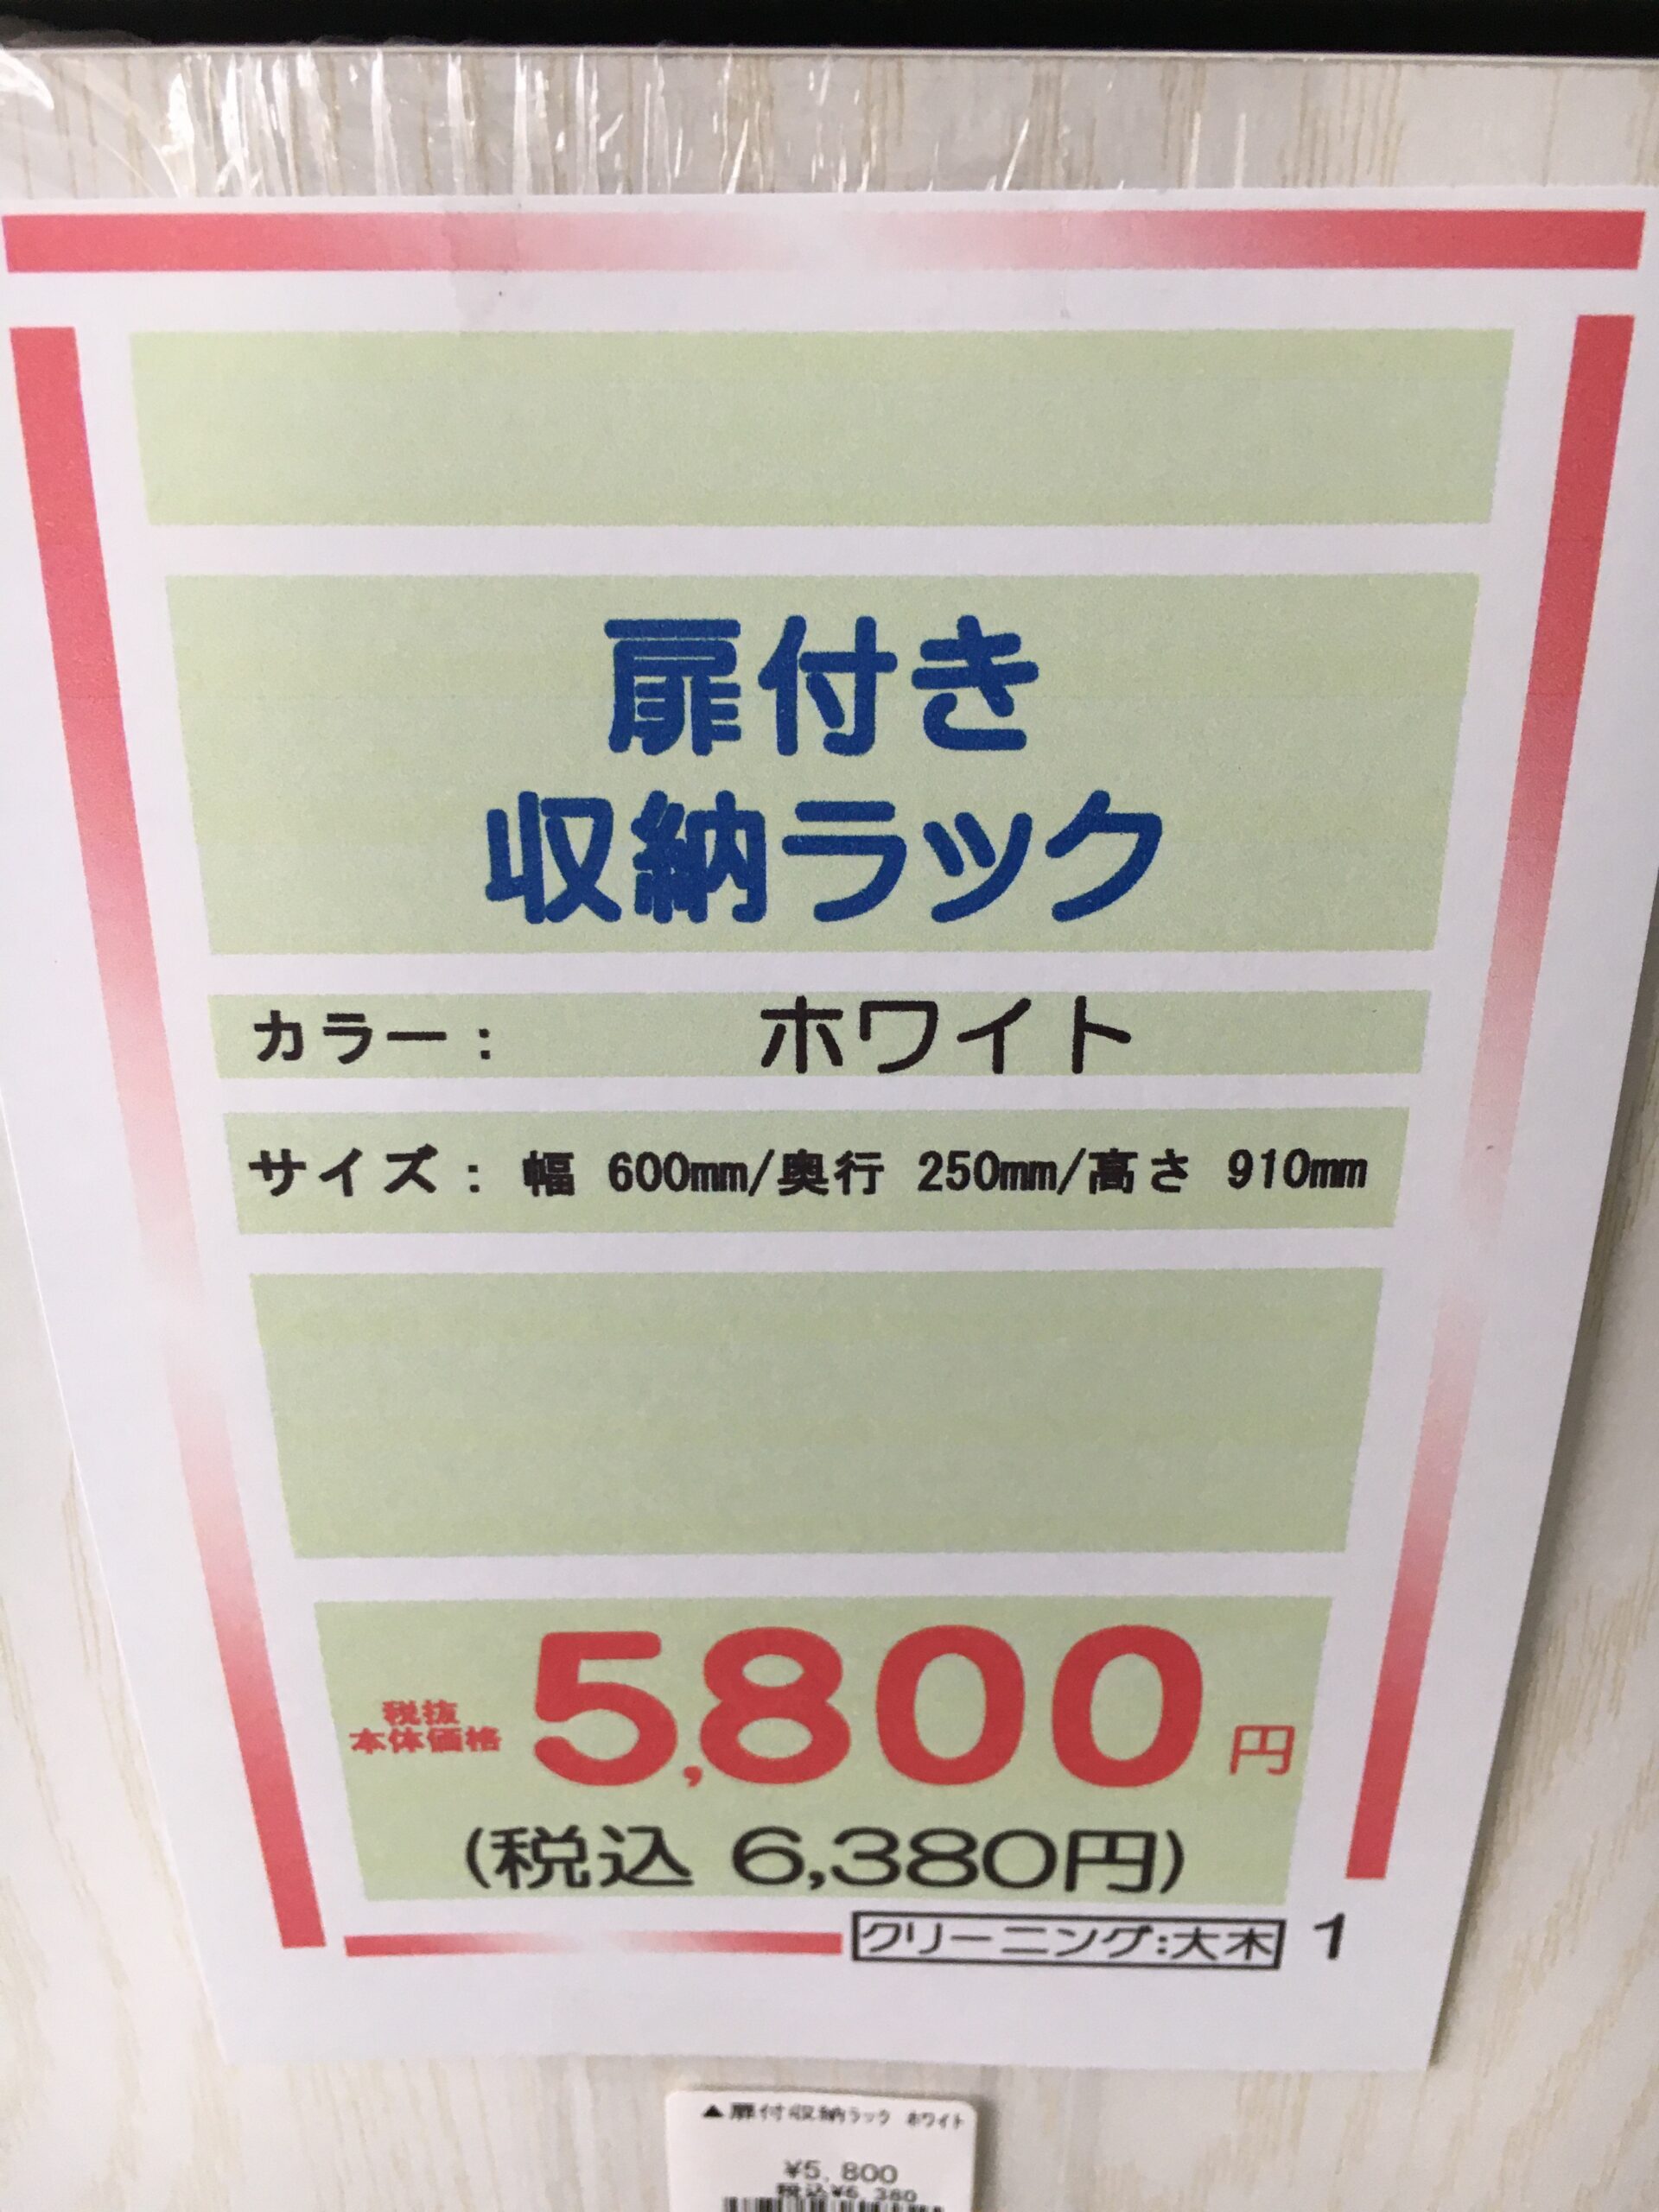 扉付き
収納ラック
カラー： ホワイト
サイズ： 幅 600mm/奥行 250mm/高さ 910mm
税抜
本体価格
5,800円
(税込 6,380円)
クリーニング:大木 1
▲扉付収納ラック ホワイト
¥5,800
税込¥6,380